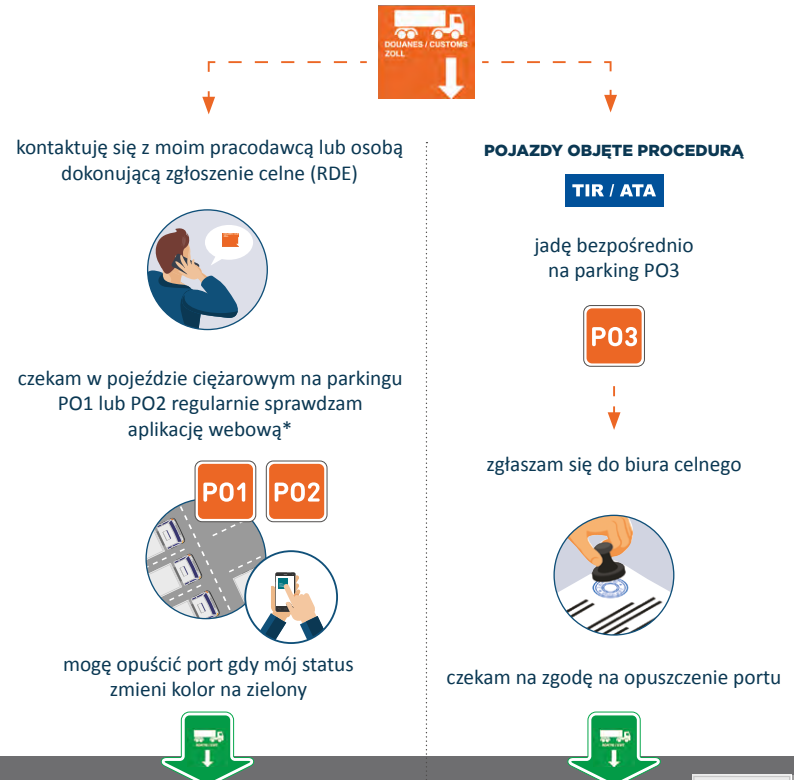 DOUANES / CUSTOMS
ZOLL
kontaktuję się z moim pracodawcą lub osobą
dokonującą zgłoszenie celne (RDE)
czekam w pojeździe ciężarowym na parkingu
PO1 lub PO2 regularnie sprawdzam
aplikację webową*
PO1
PO2
mogę opuścić port gdy mój status
zmieni kolor na zielony
POJAZDY OBJĘTE PROCEDURĄ
TIR / ATA
jadę bezpośrednio
na parking PO3
PO3
zgłaszam się do biura celnego
czekam na zgodę na opuszczenie portu